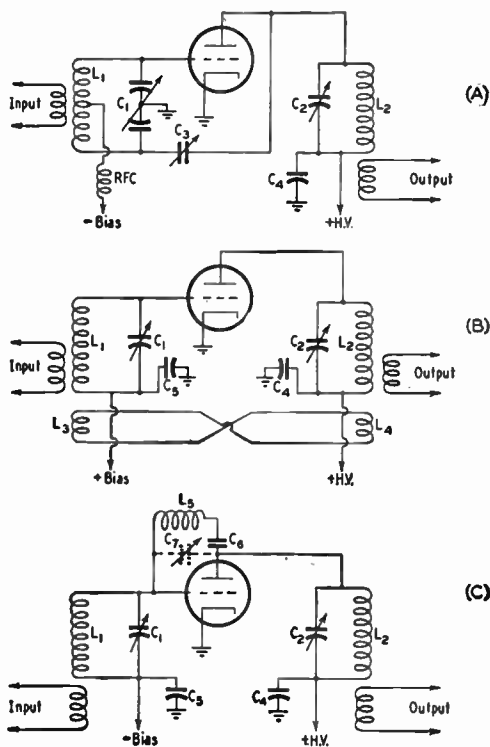 L₁
C₁
Input
C₃
RFC
-Bias
C₂
L₂
C₄
+H.V.
Output
(A)
L₁
C₁
Input
C₅
C₂
L₂
C₄
Output
L₃
L₄
+Bias
+H.V.
(B)
L₅
C₇
C₆
L₁
C₁
C₂
L₂
C₅
C₄
Input
-Bias
+H.V.
Output
(C)